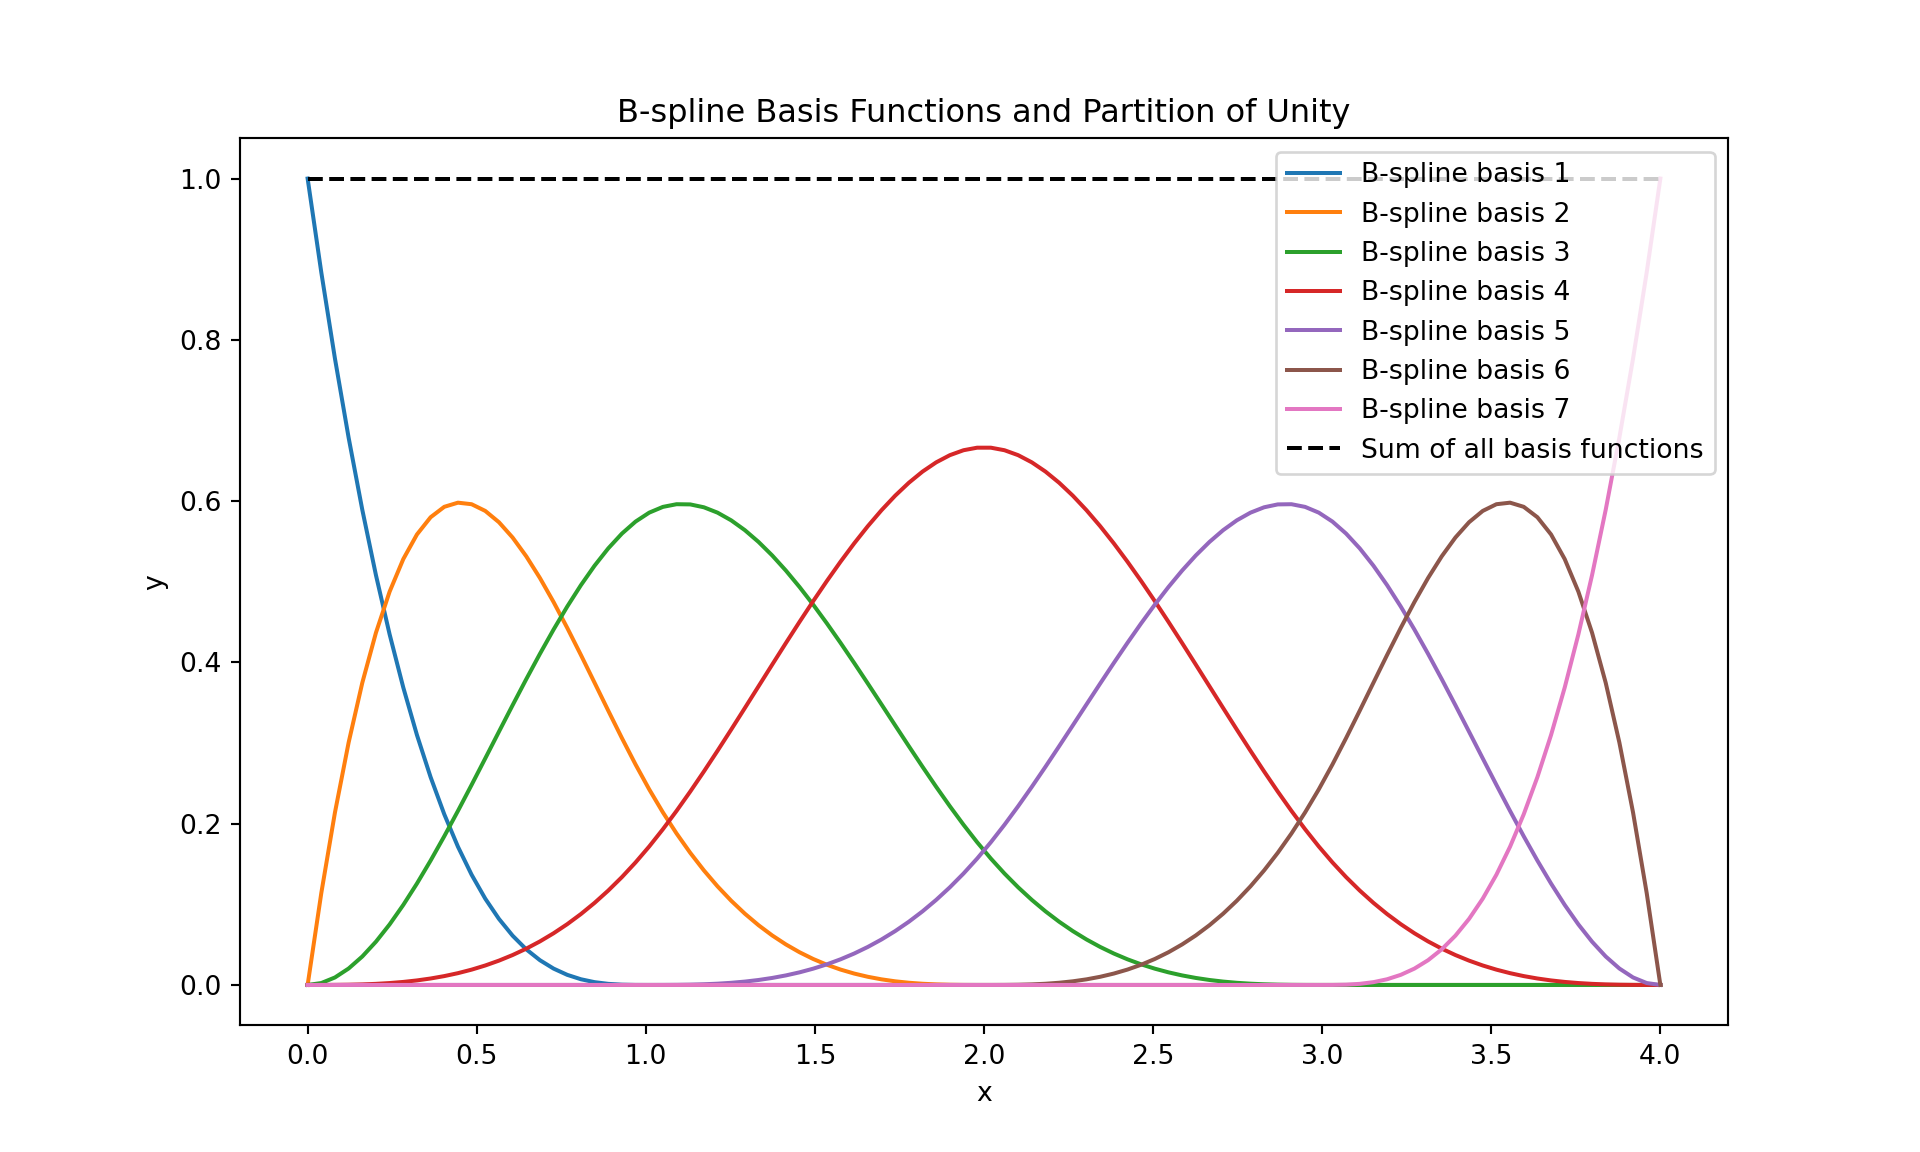 B-spline Basis Functions and Partition of Unity
1.0
0.8
0.6
0.4
0.2
0.0
y
B-spline basis 1
B-spline basis 2
B-spline basis 3
B-spline basis 4
B-spline basis 5
B-spline basis 6
B-spline basis 7
Sum of all basis functions
0.0 0.5 1.0 1.5 2.0 2.5 3.0 3.5 4.0
x